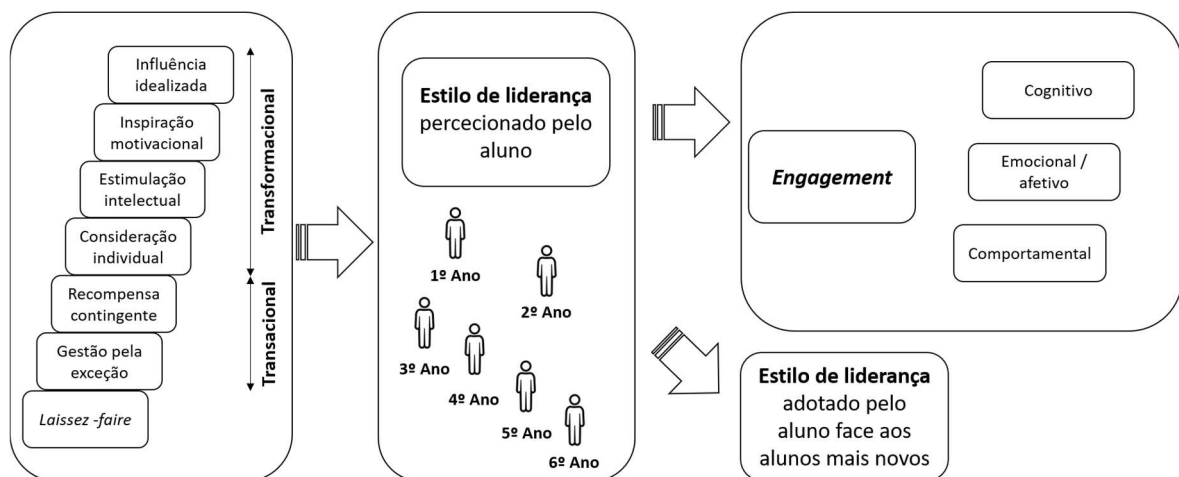 Influência
idealizada
Inspiração
motivacional
Estimulação
intelectual
Consideração
individual
Recompensa
contingente
Gestão pela
exceção
Laissez -faire
Transformacional
Transacional
Estilo de liderança
percecionado pelo
aluno
1º Ano
2º Ano
3º Ano
4º Ano
5º Ano
6º Ano
Engagement
Cognitivo
Emocional /
afetivo
Comportamental
Estilo de liderança
adotado pelo
aluno face aos
alunos mais novos